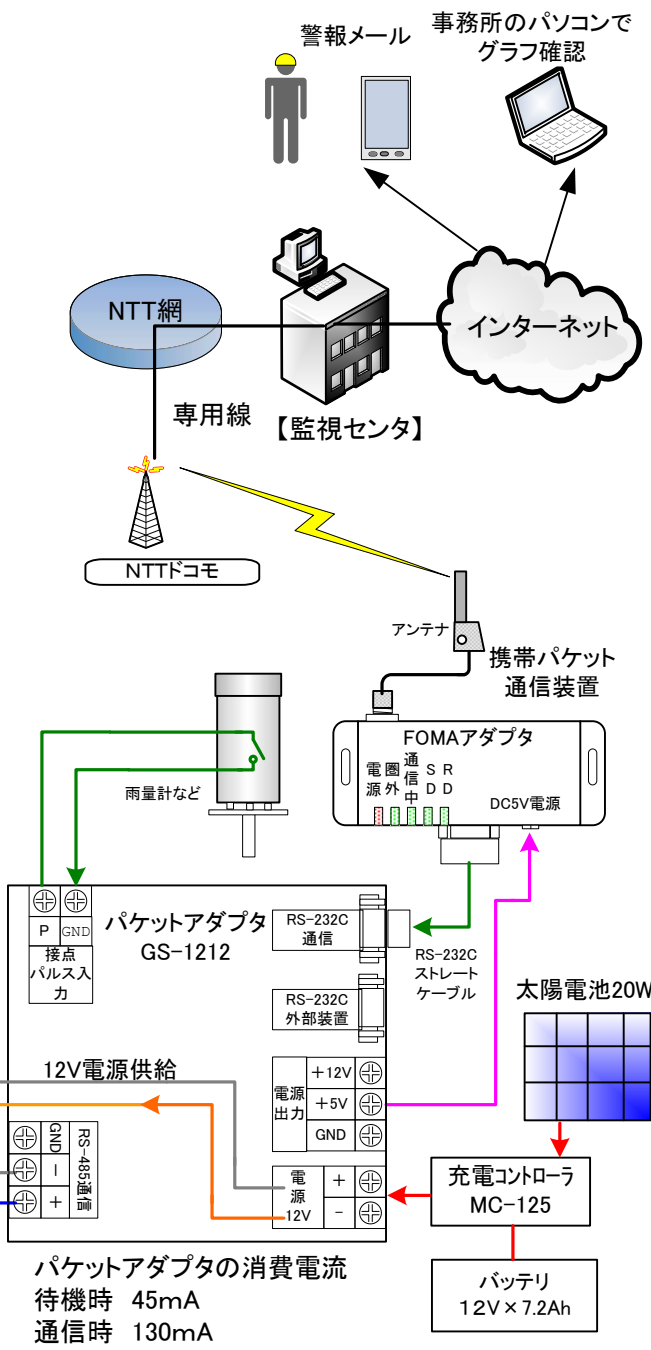 警報メール
事務所のパソコンで
グラフ確認
NTT網
インターネット
専用線
【監視センタ】
NTTドコモ
アンテナ
携帯パケット
通信装置
FOMAアダプタ
電源
圏外
通信中
SD
RD
DC5V電源
雨量計など
P
GND
接点
パルス入
力
パケットアダプタ
GS-1212
RS-232C
通信
RS-232C
ストレート
ケーブル
RS-232C
外部装置
太陽電池20W
12V電源供給
電源
出力
+12V
+5V
GND
GND
-
+
RS-485通信
電
源
12V
+
-
充電コントローラ
MC-125
バッテリ
12V×7.2Ah
パケットアダプタの消費電流
待機時 45mA
通信時 130mA